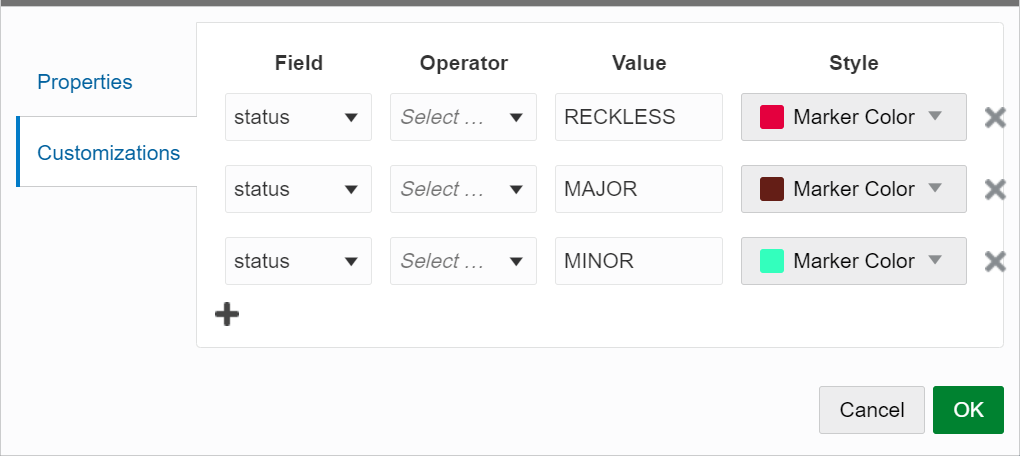 Properties
Customizations
Field Operator Value Style
status Select ... RECKLESS Marker Color
status Select ... MAJOR Marker Color
status Select ... MINOR Marker Color
Cancel OK